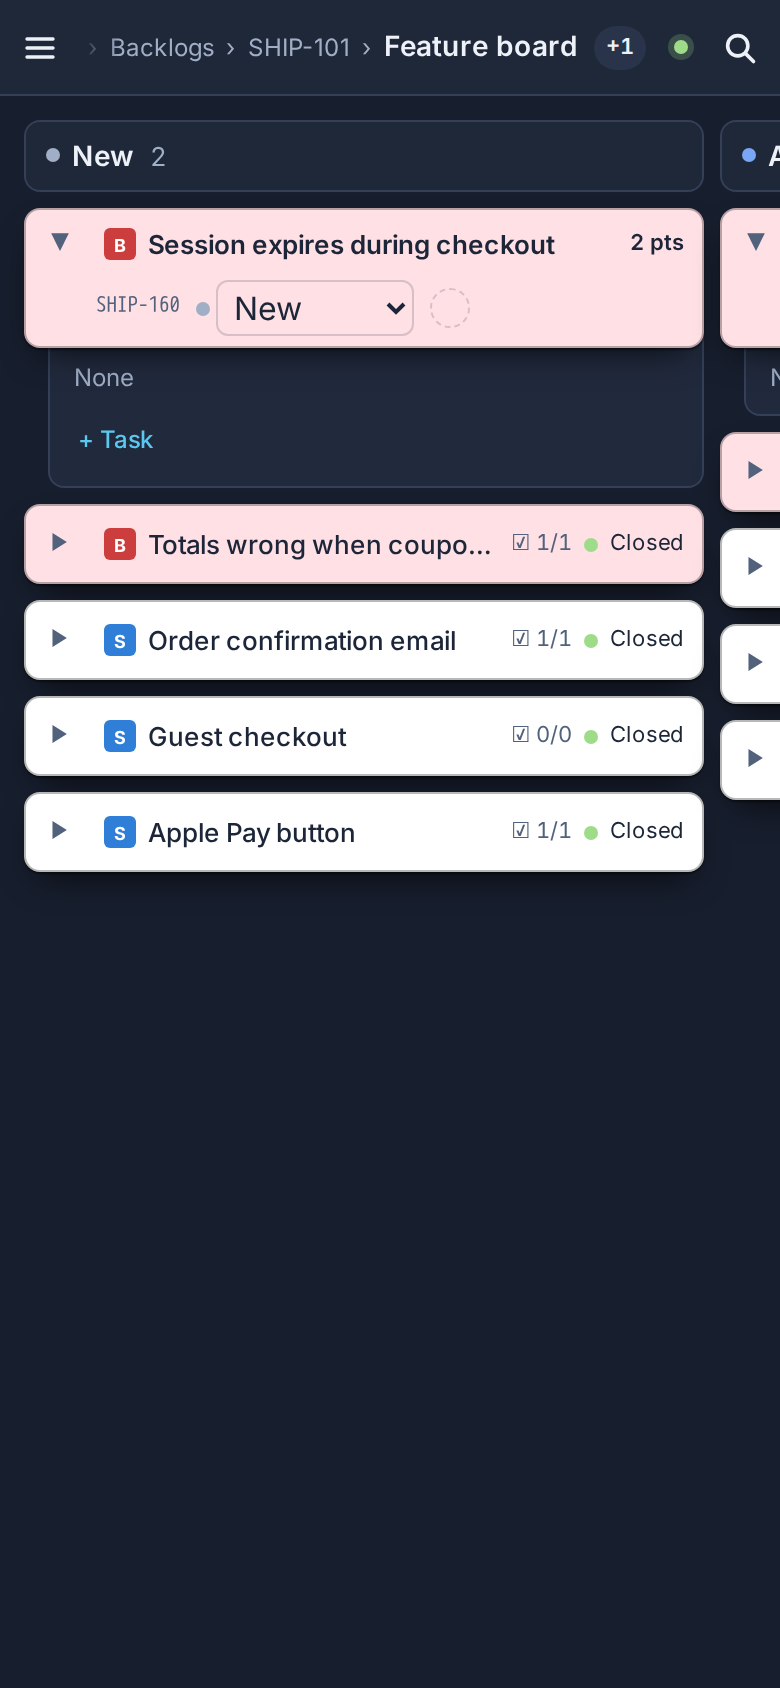 › Backlogs › SHIP-101 › Feature board +1
New 2
B Session expires during checkout 2 pts
SHIP-160 New
None
+ Task
B Totals wrong when coupo... ☑ 1/1 Closed
S Order confirmation email ☑ 1/1 Closed
S Guest checkout ☑ 0/0 Closed
S Apple Pay button ☑ 1/1 Closed